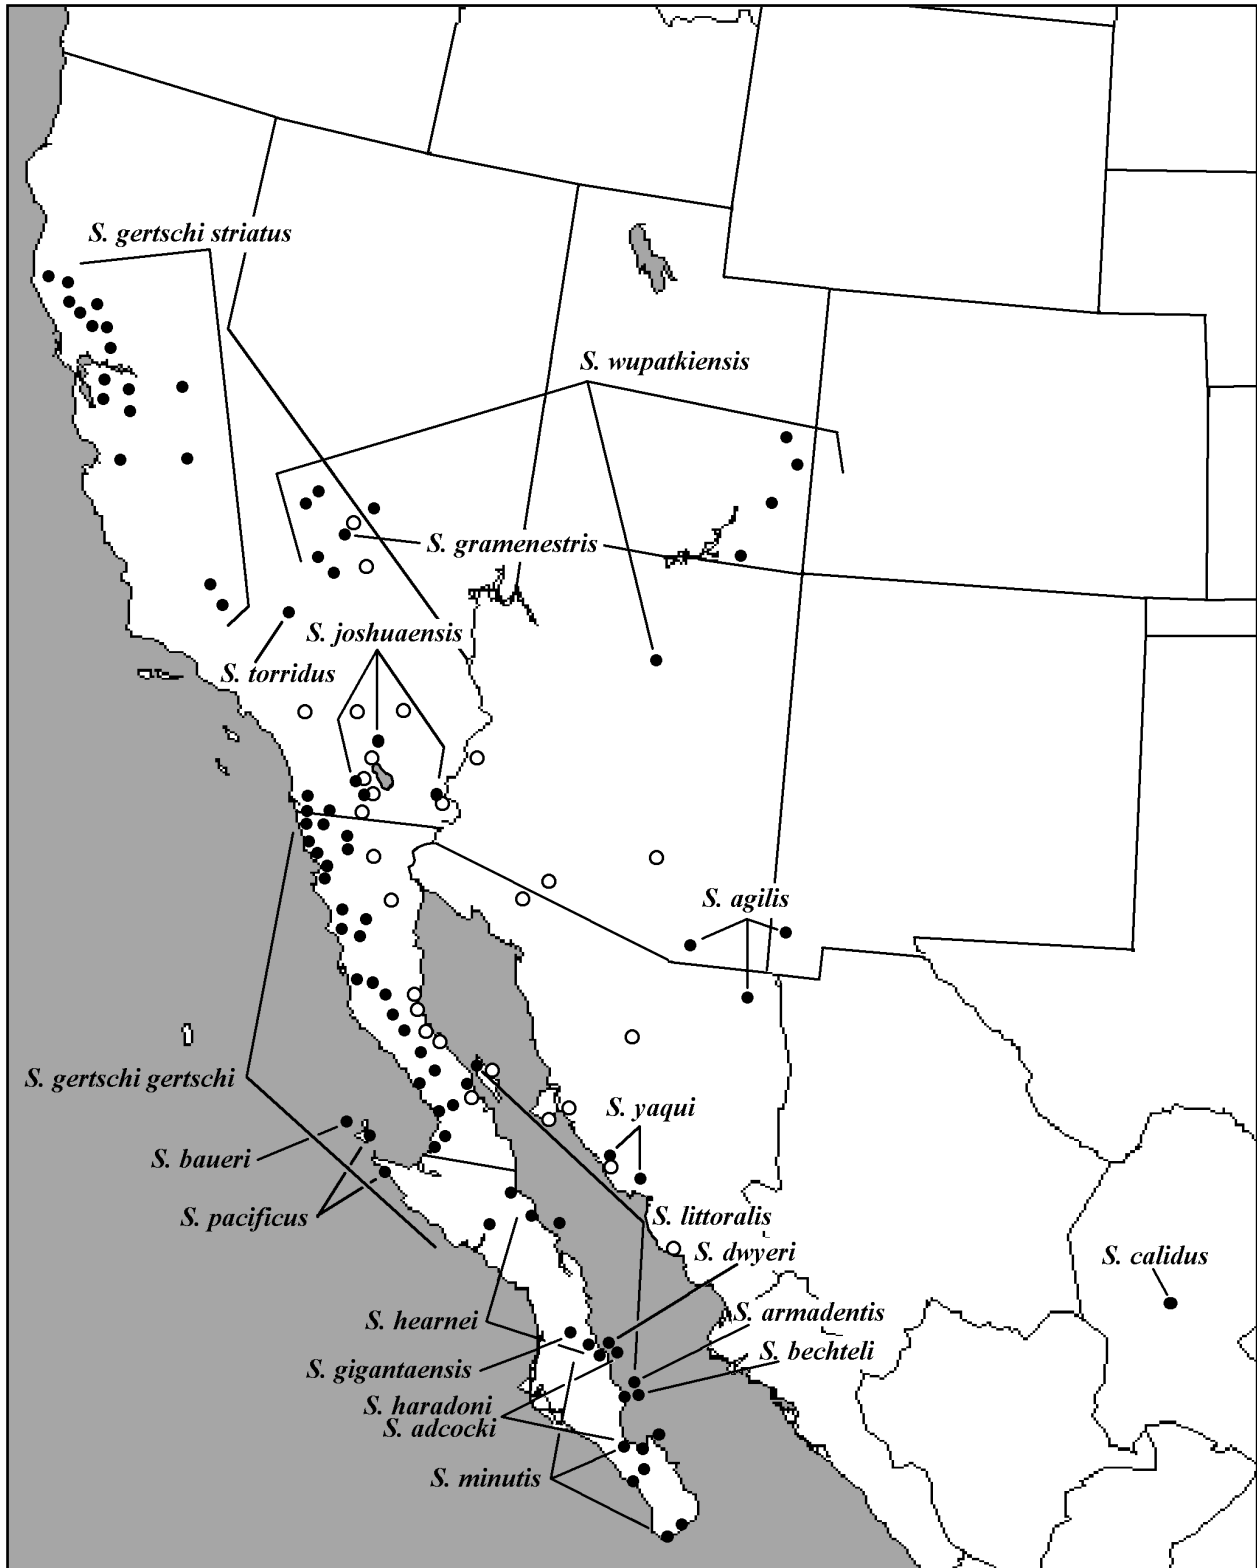 S. gertschi striatus
S. wupatkiensis
S. gramenestris
S. joshuaensis
S. torridus
S. agilis
S. gertschi gertschi
S. yaqui
S. baueri
S. pacificus
S. littoralis
S. dwyeri
S. calidus
S. armadentis
S. hearnei
S. bechteli
S. gigantaensis
S. haradoni
S. adcocki
S. minutis